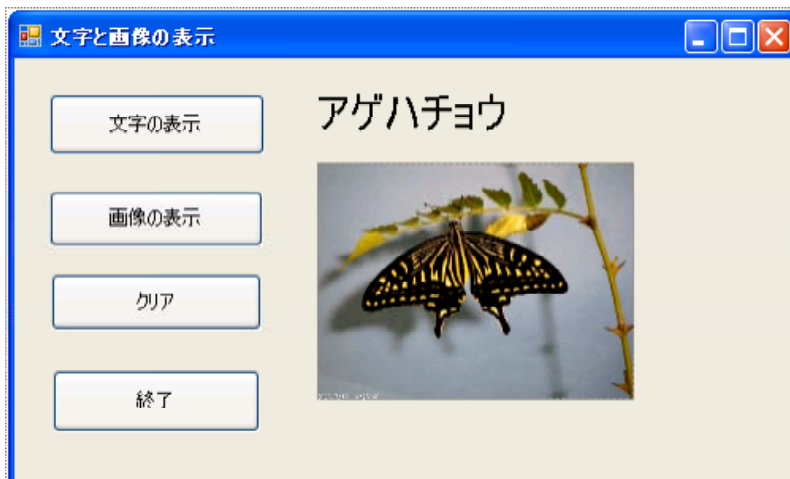 文字と画像の表示
文字の表示
アゲハチョウ
画像の表示
クリア
終了